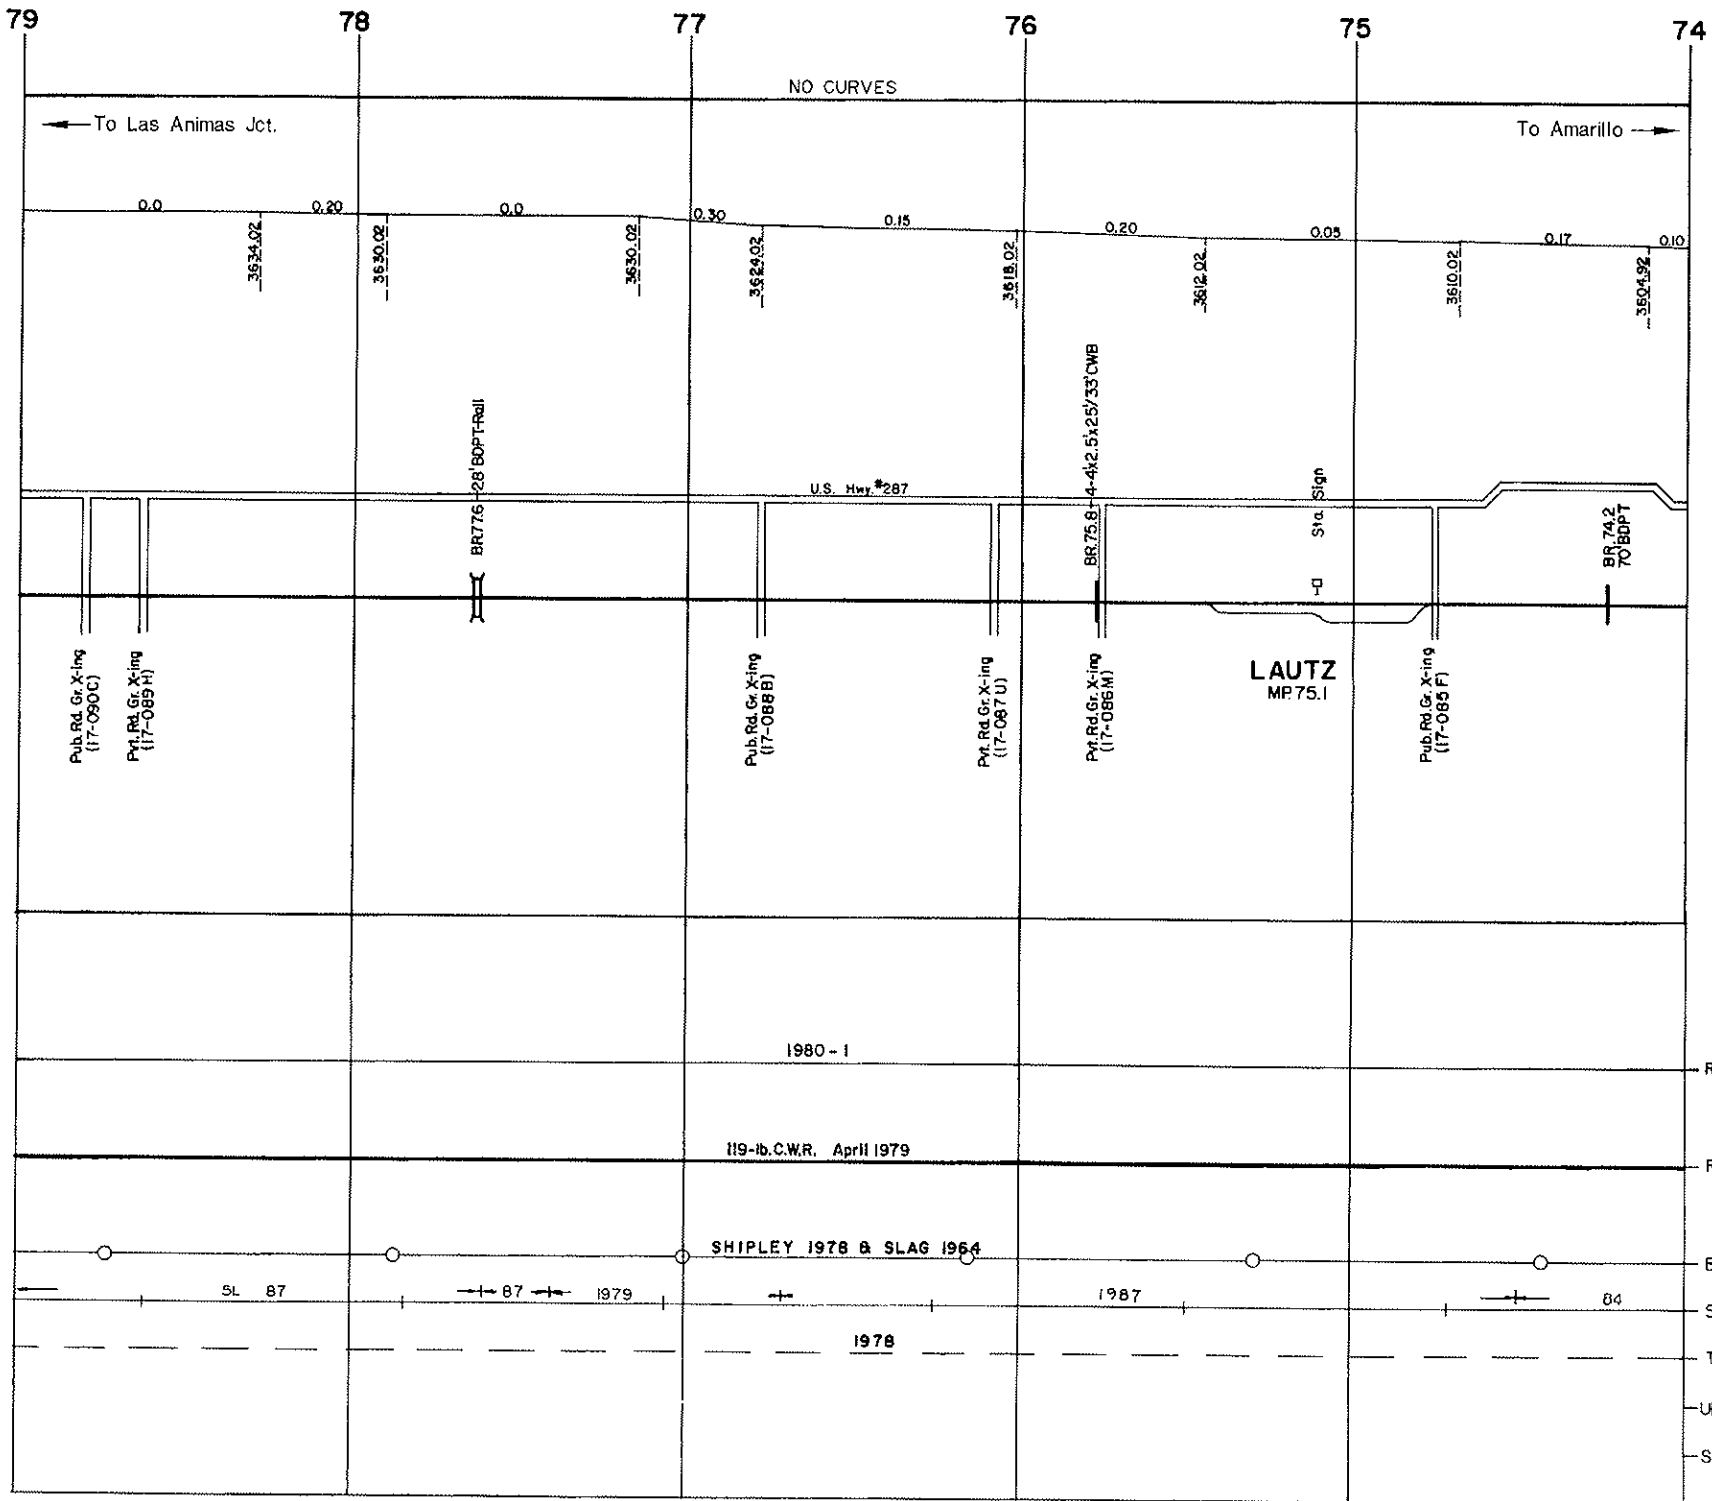 79 78 77 76 75 74
NO CURVES
To Las Animas Jct. To Amarillo
0.0 0.20 0.0 0.30 0.15 0.20 0.05 0.17 0.10
3634.02 3630.02 3630.02 3624.02 3618.02 3612.02 3610.02 3604.92
BR.77.6-28' BDPT-Rail
BR.75.8-4-4'x2.5'x25'/33'CWB
Sta. Sign
U.S. Hwy. #287
BR.74.2
70' BDPT
Pub. Rd. Gr. X-ing
(17-090C)
Pvt. Rd. Gr. X-ing
(17-089H)
Pub. Rd. Gr. X-ing
(17-088B)
Pvt. Rd. Gr. X-ing
(17-087U)
Pvt. Rd. Gr. X-ing
(17-086M)
LAUTZ
MP.75.1
Pub. Rd. Gr. X-ing
(17-085F)
1980-1
R
119-lb. C.W.R. April 1979
SHIPLEY 1978 & SLAG 1964
SL 87 87 1979 1987 84
S
1978
T
S